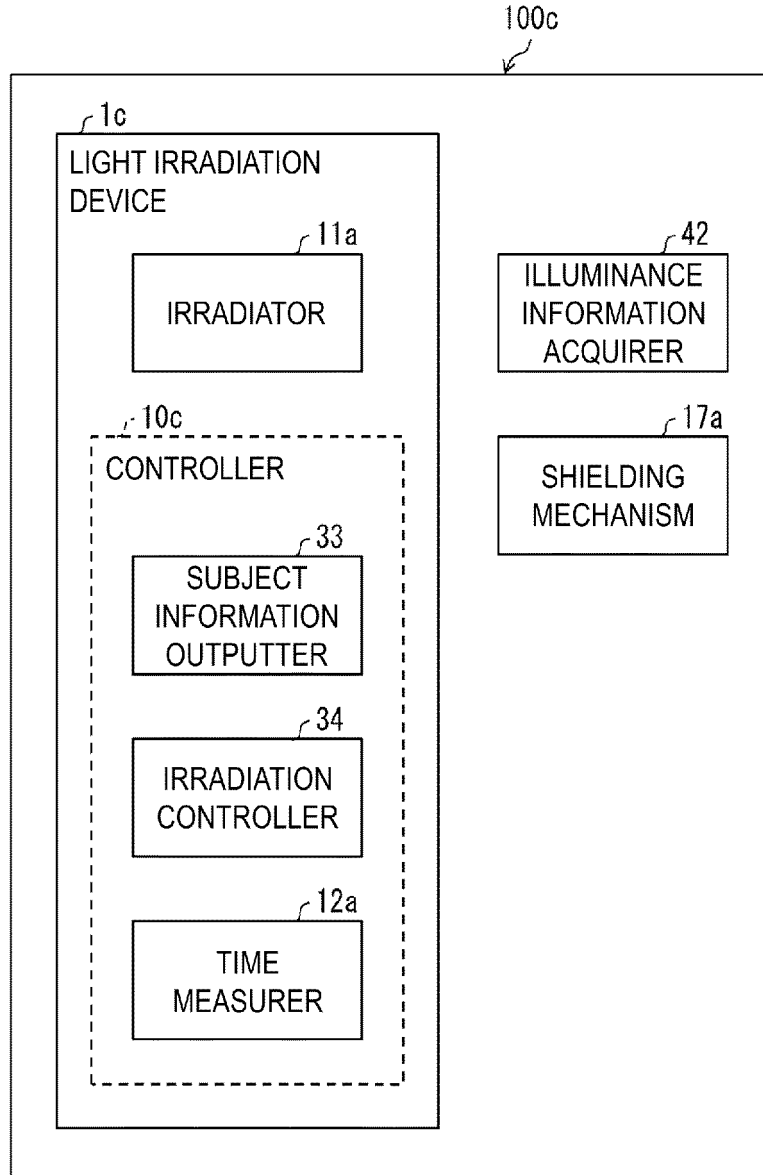 100c
1c
LIGHT IRRADIATION
DEVICE
11a
IRRADIATOR
42
ILLUMINANCE
INFORMATION
ACQUIRER
10c
CONTROLLER
17a
SHIELDING
MECHANISM
33
SUBJECT
INFORMATION
OUTPUTTER
34
IRRADIATION
CONTROLLER
12a
TIME
MEASURER